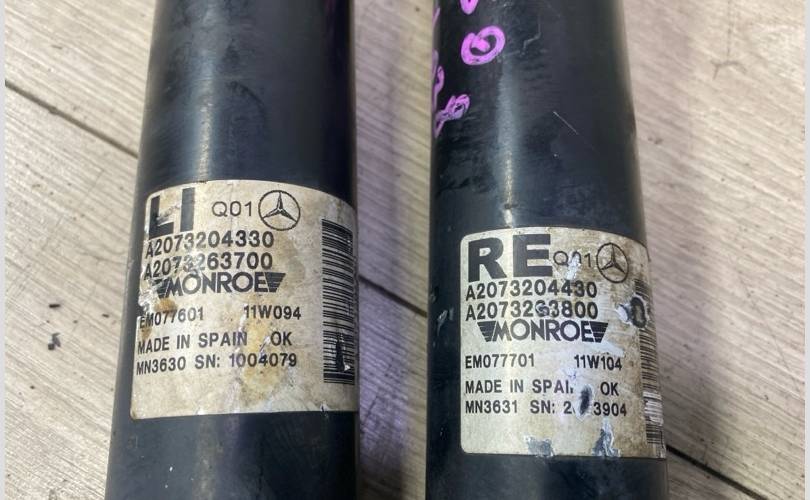 LI Q01
A2073204330
A2073263700
MONROE
EM077601 11W094
MADE IN SPAIN OK
MN3630 SN: 1004079
RE Q01
A2073204430
A2073263800
MONROE
EM077701 11W104
MADE IN OK
MN3631 SN: